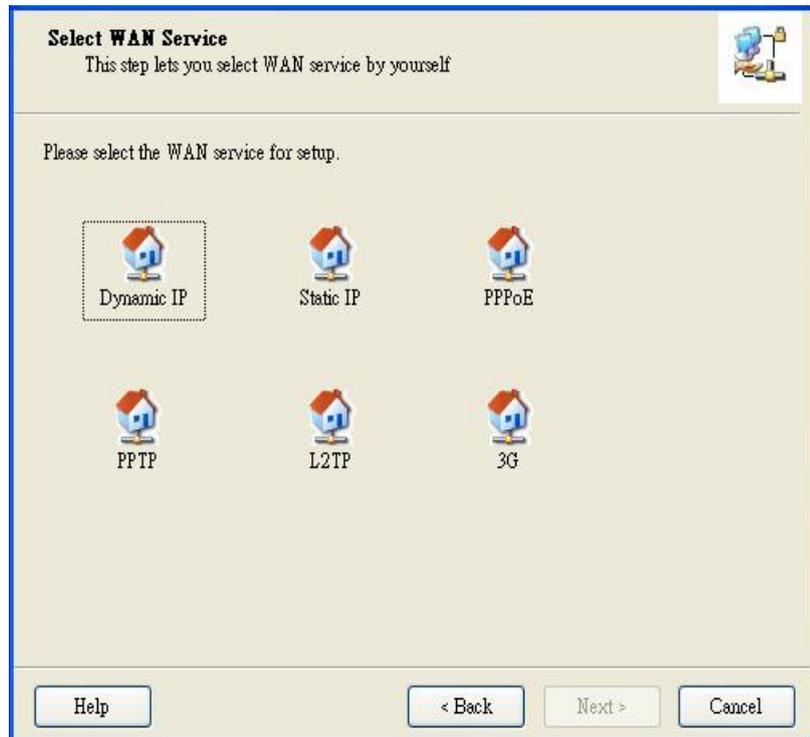 Select WAN Service
This step lets you select WAN service by yourself
Please select the WAN service for setup.
Dynamic IP
Static IP
PPPoE
PPTP
L2TP
3G
Help
< Back
Next >
Cancel